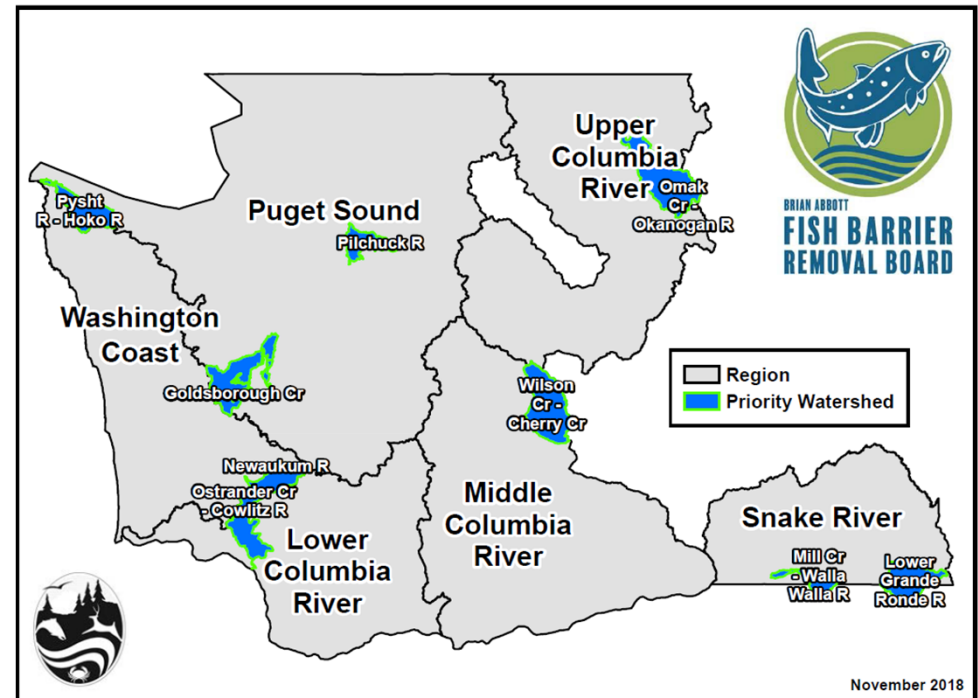 BRIAN ABBOTT
FISH BARRIER
REMOVAL BOARD
Upper
Columbia
River
Omak
Cr -
Okanogan R
Pysht
R - Hoko R
Puget Sound
Pilchuck R
Washington
Coast
Goldsborough Cr
Wilson
Cr -
Cherry Cr
Region
Priority Watershed
Newaukum R
Ostrander Cr
- Cowlitz R
Lower
Columbia
River
Middle
Columbia
River
Snake River
Mill Cr
- Walla
Walla R
Lower
Grande
Ronde R
November 2018